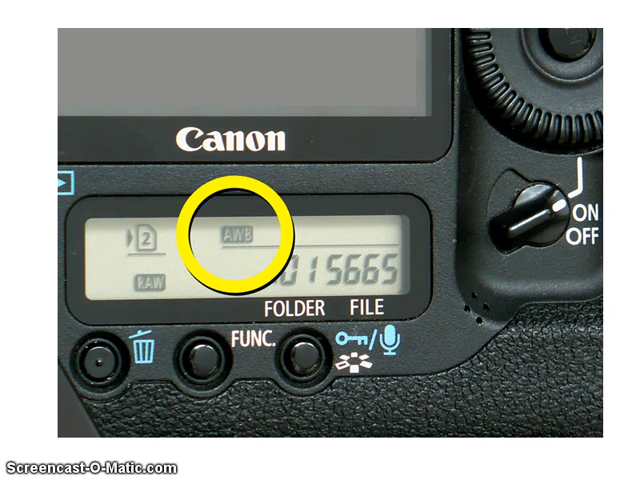 Canon
2
AWB
RAW
015665
FOLDER FILE
ON
OFF
FUNC.
Screencast-O-Matic.com